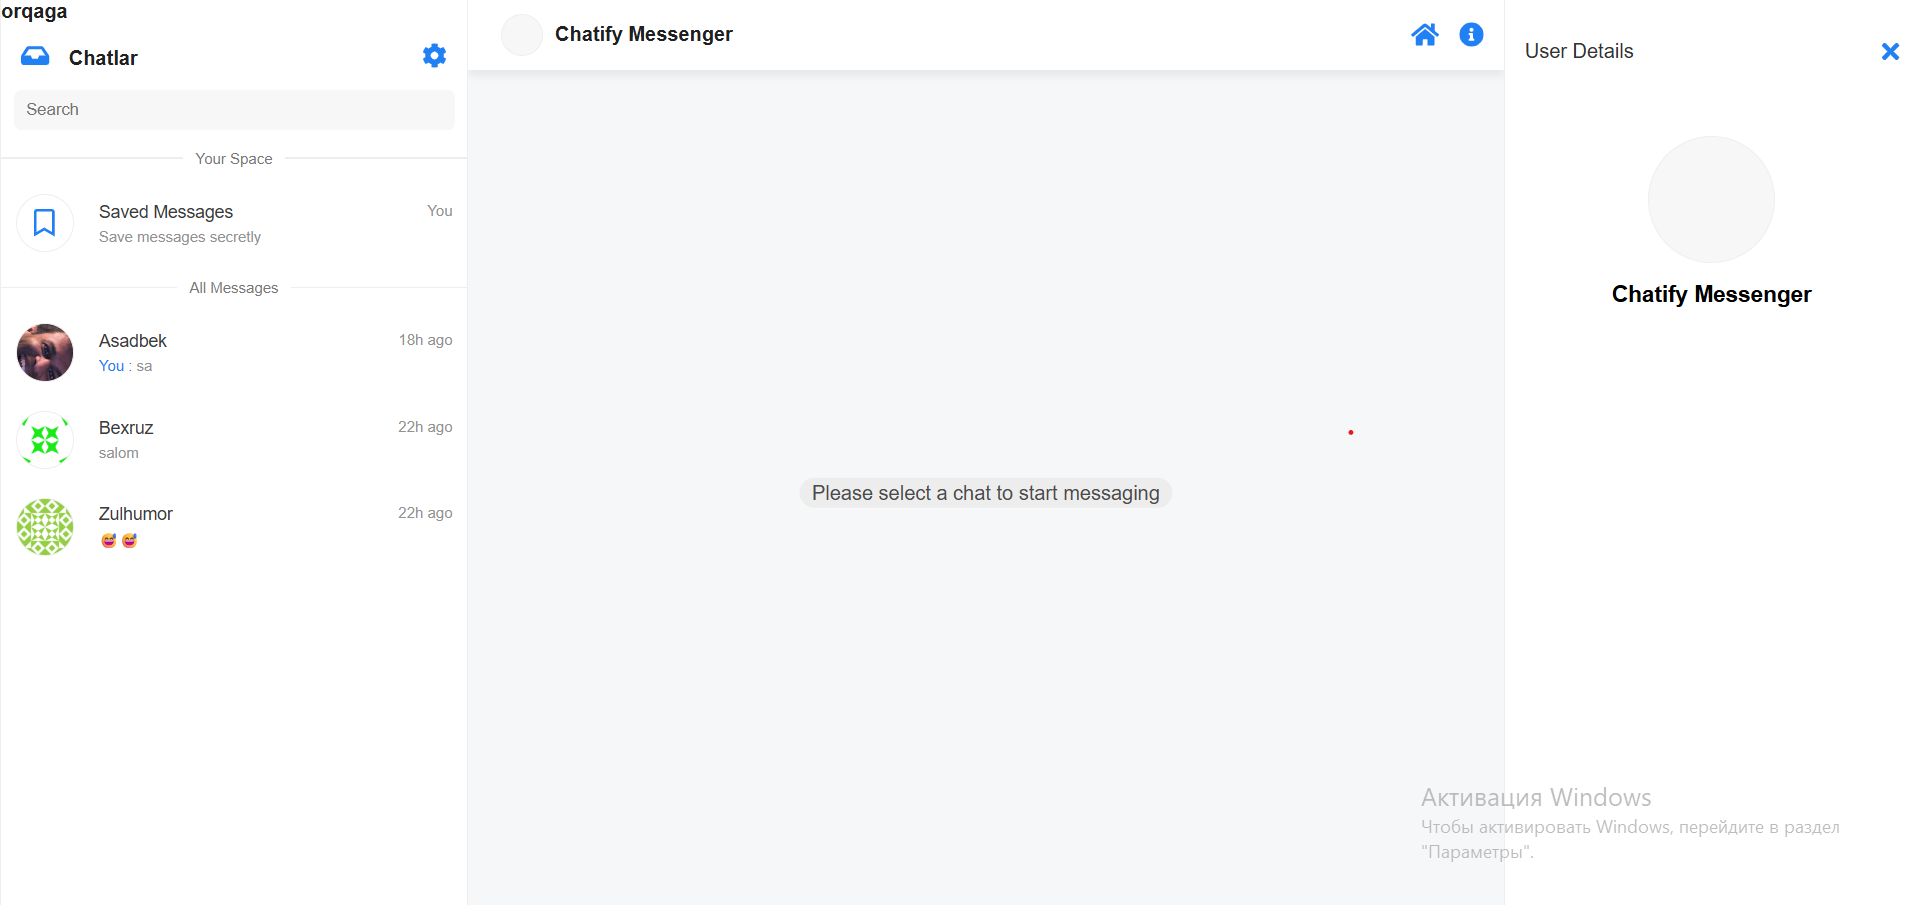 orqaga
Chatlar
Search
Your Space
Saved Messages
You
Save messages secretly
All Messages
Asadbek
18h ago
You : sa
Bexruz
22h ago
salom
Zulhumor
22h ago
😅 😅
Chatify Messenger
Please select a chat to start messaging
User Details
Chatify Messenger
Активация Windows
Чтобы активировать Windows, перейдите в раздел
"Параметры".